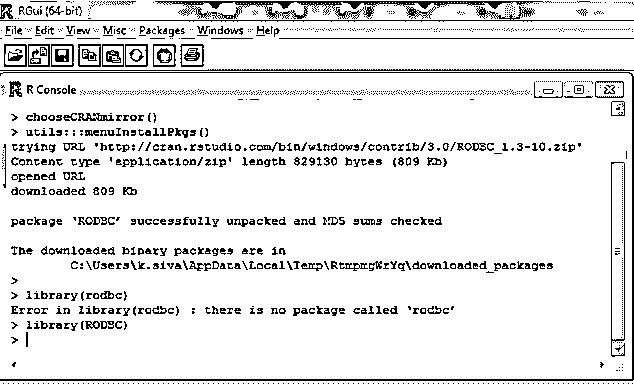 RGui (64-bit)
File Edit View Misc Packages Windows Help
R Console
> chooseCRANmirror()
> utils:::menuInstallPkgs()
trying URL 'http://cran.rstudio.com/bin/windows/contrib/3.0/RODBC_1.3-10.zip'
Content type 'application/zip' length 829130 bytes (809 Kb)
opened URL
downloaded 809 Kb
package ‘RODBC’ successfully unpacked and MD5 sums checked
The downloaded binary packages are in
C:\Users\k.siva\AppData\Local\Temp\RtmpmgWrYq\downloaded_packages
>
> library(rodbc)
Error in library(rodbc) : there is no package called ‘rodbc’
> library(RODBC)
>